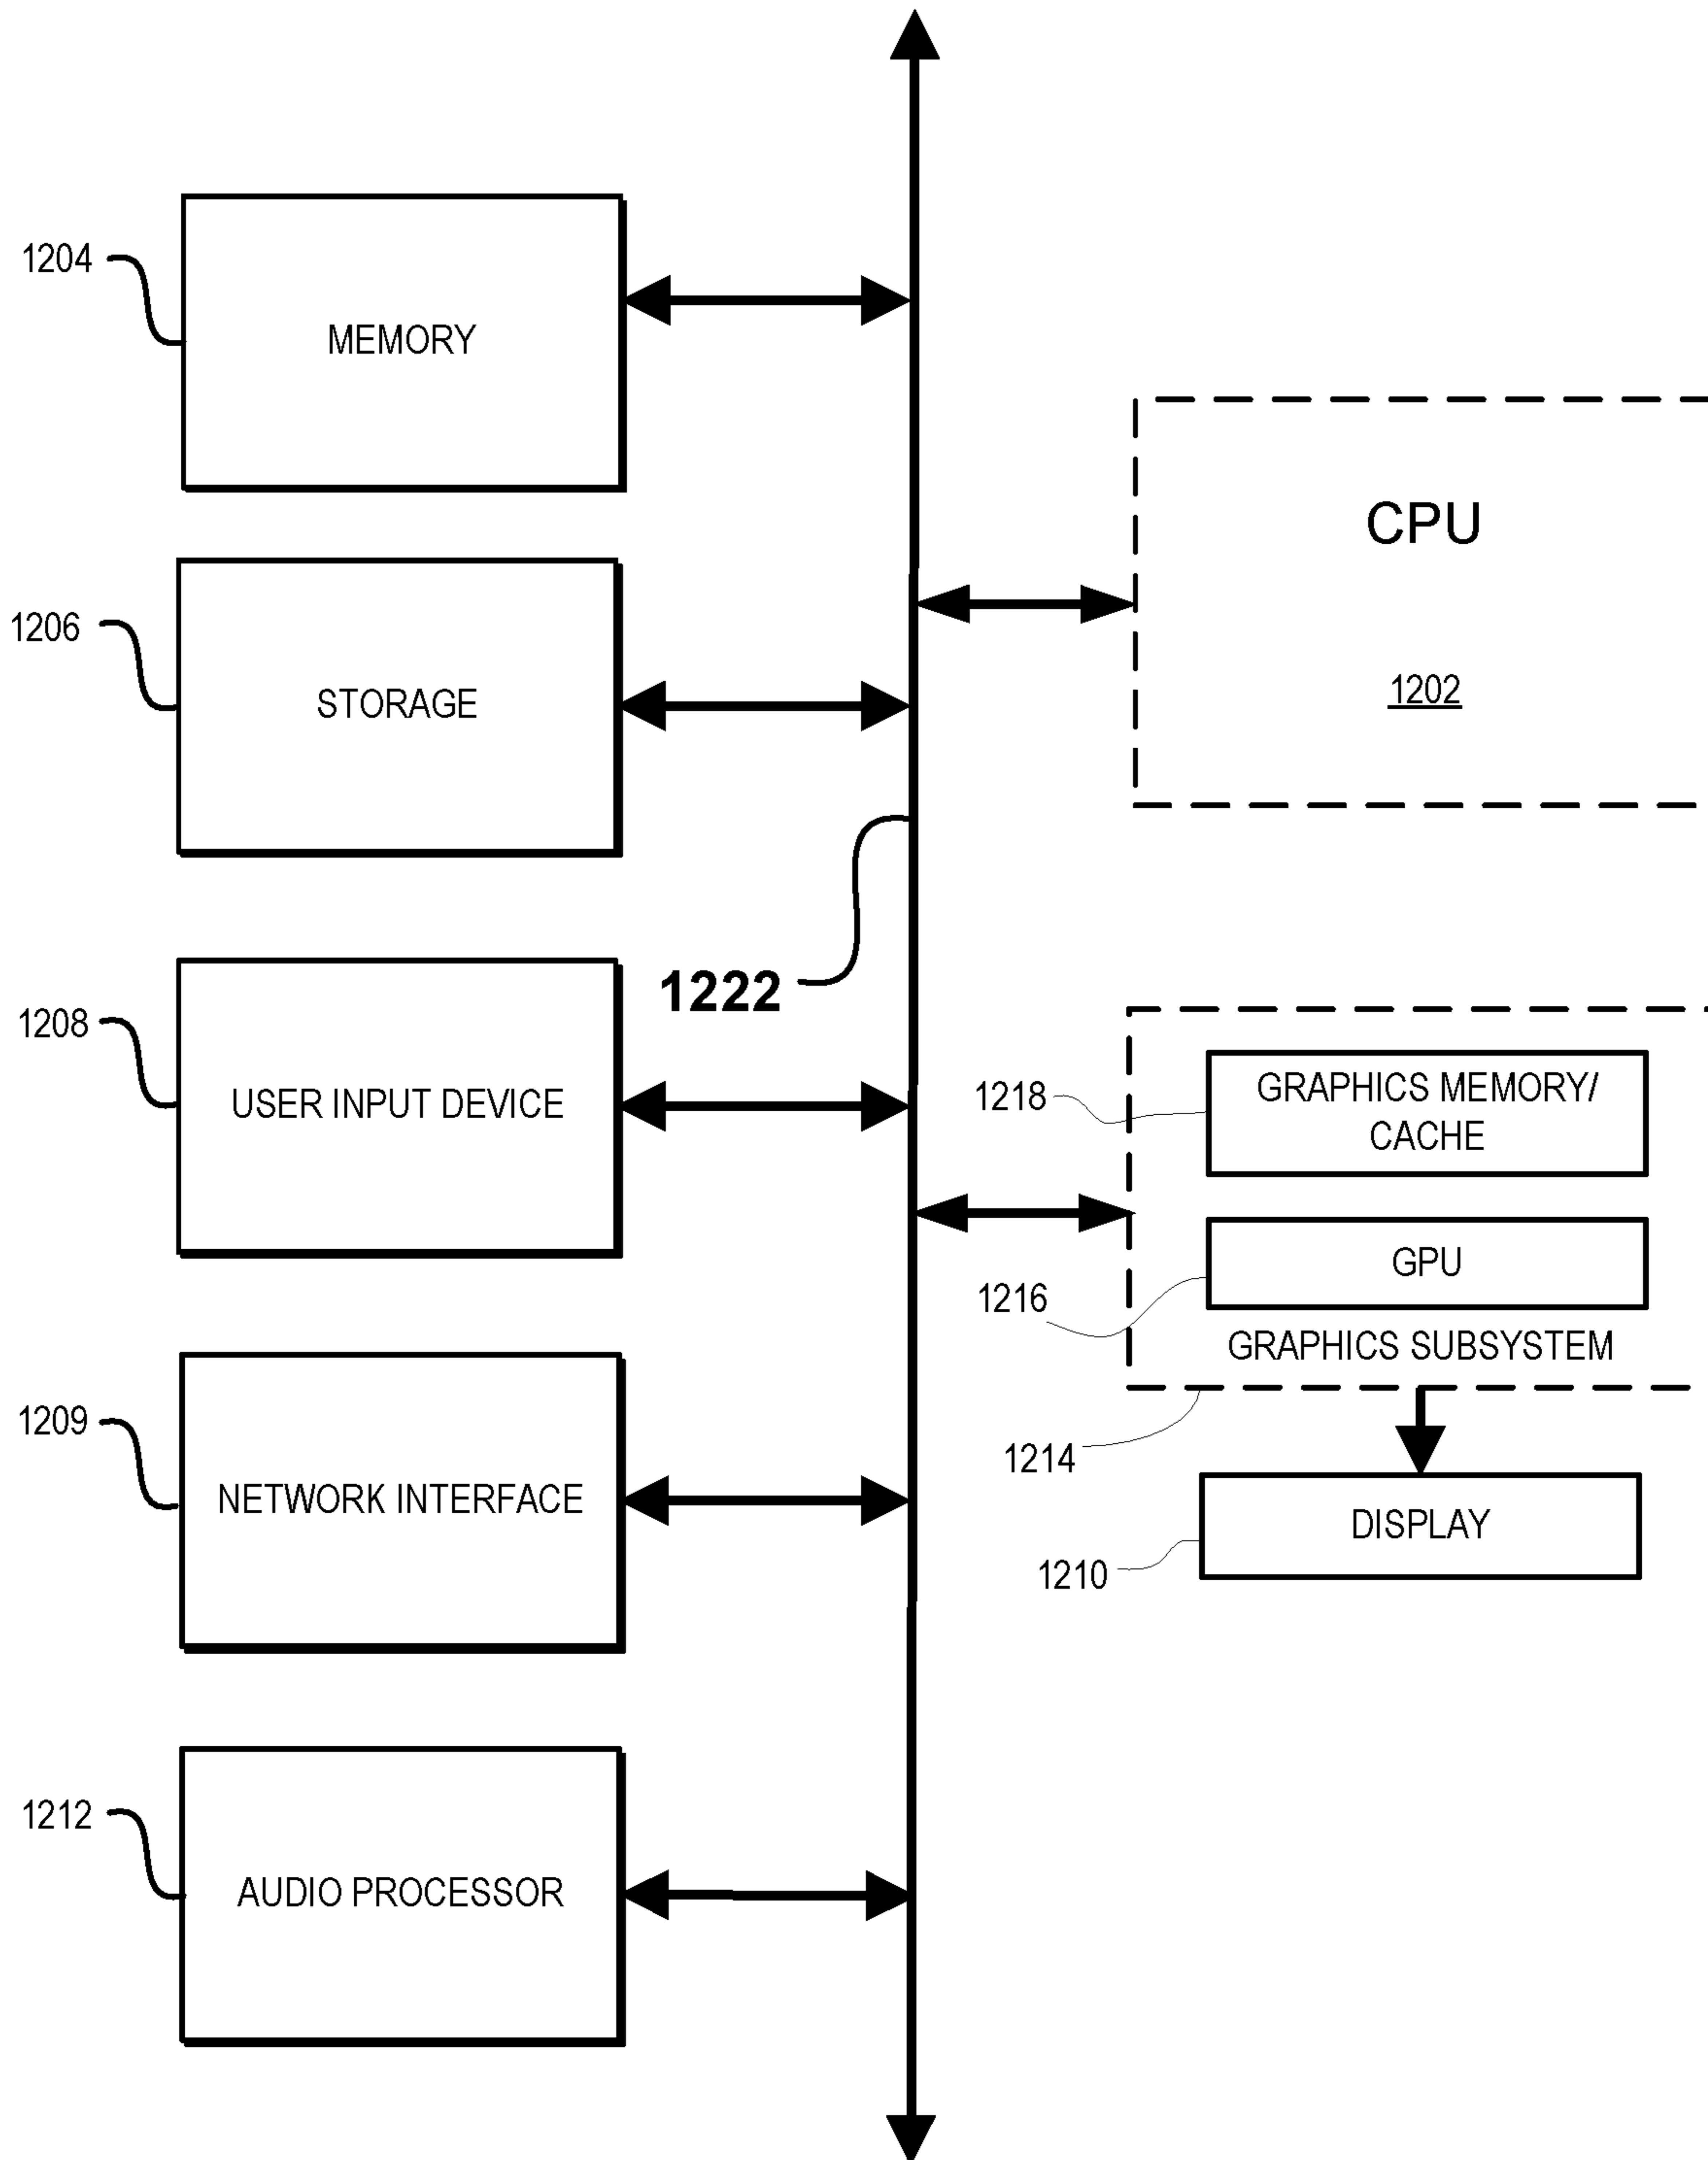 1204
MEMORY
CPU
1202
1206
STORAGE
1222
1208
USER INPUT DEVICE
1218
GRAPHICS MEMORY/
CACHE
1216
GPU
GRAPHICS SUBSYSTEM
1214
1209
NETWORK INTERFACE
DISPLAY
1210
1212
AUDIO PROCESSOR